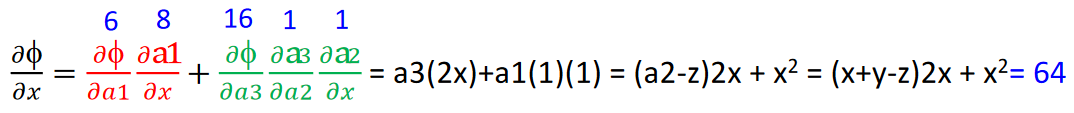 6 8 16 1 1
∂ϕ/∂x = ∂ϕ/∂a1 ∂a1/∂x + ∂ϕ/∂a3 ∂a3/∂a2 ∂a2/∂x = a3(2x)+a1(1)(1) = (a2-z)2x + x² = (x+y-z)2x + x²= 64